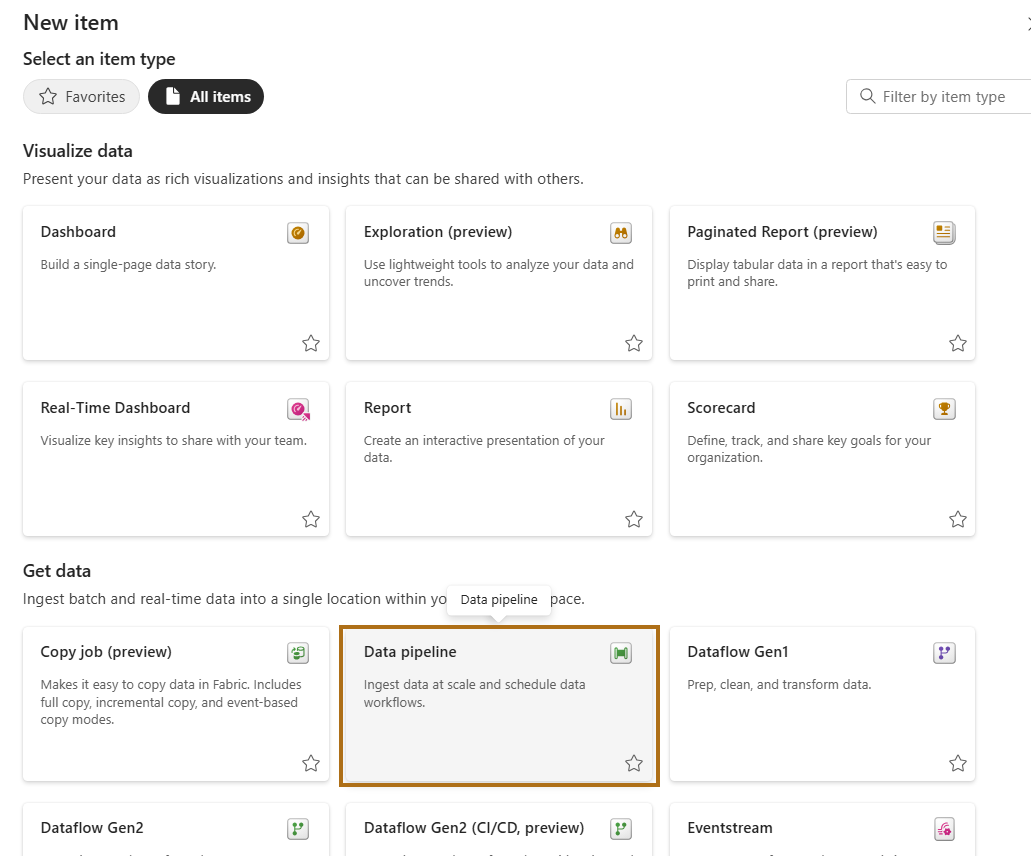 New item
Select an item type
Favorites
All items
Filter by item type
Visualize data
Present your data as rich visualizations and insights that can be shared with others.
Dashboard
Build a single-page data story.
Exploration (preview)
Use lightweight tools to analyze your data and
uncover trends.
Paginated Report (preview)
Display tabular data in a report that's easy to
print and share.
Real-Time Dashboard
Visualize key insights to share with your team.
Report
Create an interactive presentation of your
data.
Scorecard
Define, track, and share key goals for your
organization.
Get data
Ingest batch and real-time data into a single location within yo
Data pipeline
pace.
Copy job (preview)
Makes it easy to copy data in Fabric. Includes
full copy, incremental copy, and event-based
copy modes.
Data pipeline
Ingest data at scale and schedule data
workflows.
Dataflow Gen1
Prep, clean, and transform data.
Dataflow Gen2
Dataflow Gen2 (CI/CD, preview)
Eventstream